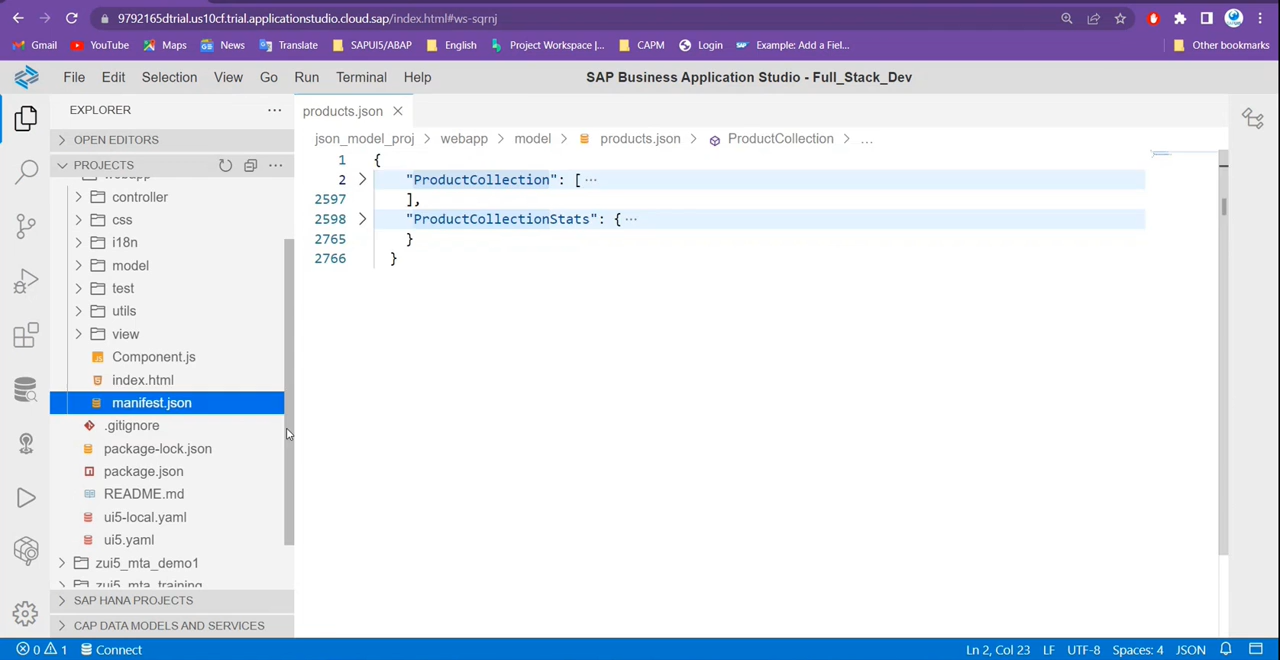 9792165dtrial.us10cf.trial.applicationstudio.cloud.sap/index.html#ws-sqrnj
Gmail YouTube Maps News Translate SAPUI5/ABAP English Project Workspace |... CAPM Login Example: Add a Fiel... Other bookmarks
File Edit Selection View Go Run Terminal Help SAP Business Application Studio - Full_Stack_Dev
EXPLORER ... products.json
OPEN EDITORS json_model_proj > webapp > model > products.json > ProductCollection > ...
PROJECTS ...
1 {
2 "ProductCollection": [ ...
2597 ],
2598 "ProductCollectionStats": { ...
2765 }
2766 }
webapp
controller
css
i18n
model
test
utils
view
Component.js
index.html
manifest.json
.gitignore
package-lock.json
package.json
README.md
ui5-local.yaml
ui5.yaml
zui5_mta_demo1
zui5_mta_training
SAP HANA PROJECTS
CAP DATA MODELS AND SERVICES
0 1 Connect Ln 2, Col 23 LF UTF-8 Spaces: 4 JSON